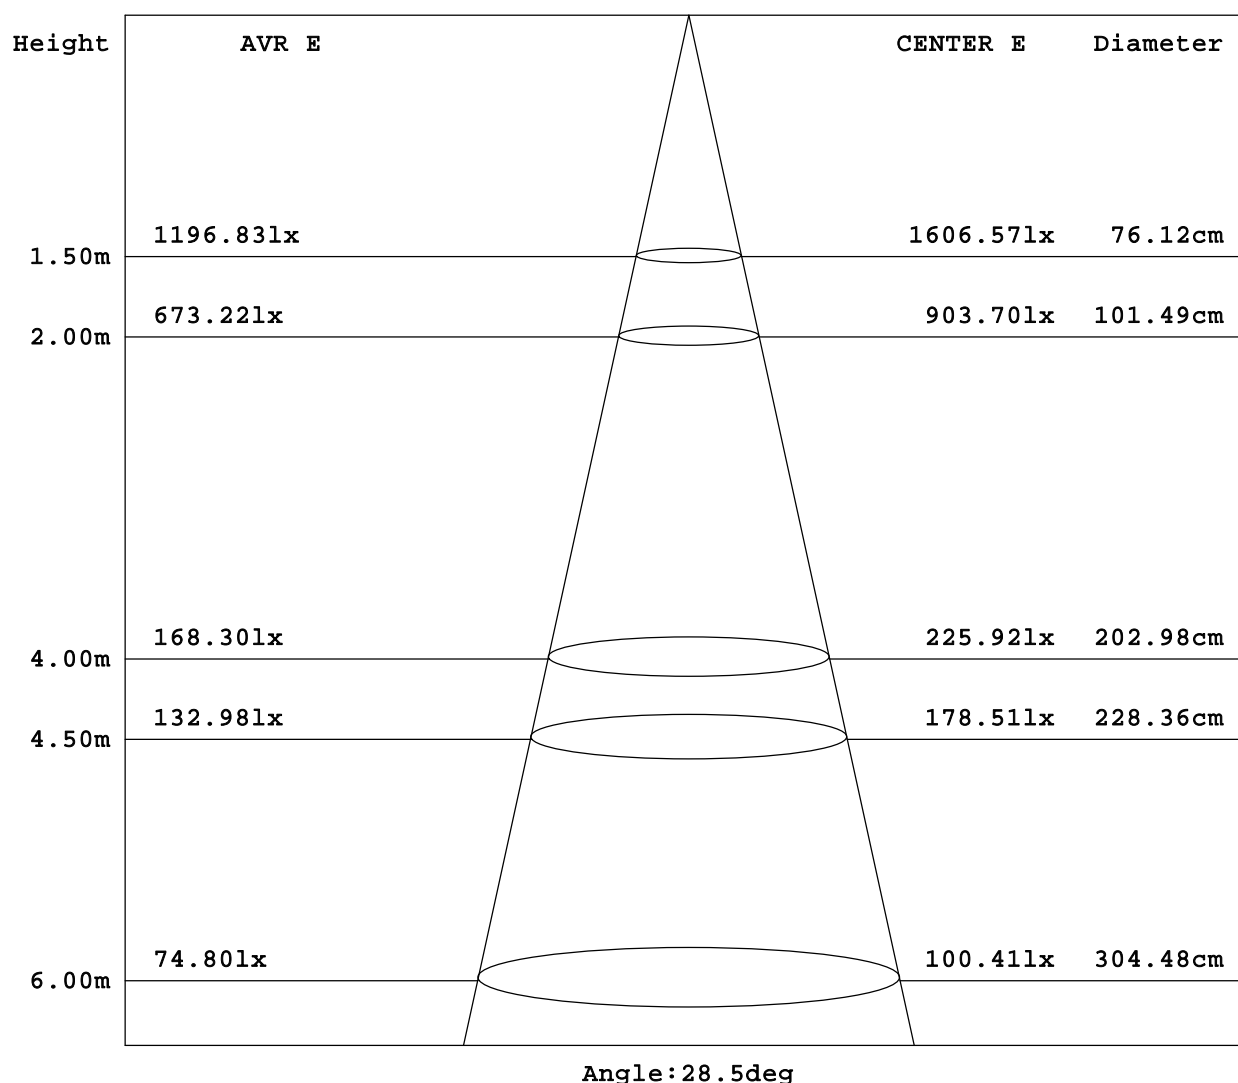 Height AVR E CENTER E Diameter
1196.83lx 1606.57lx 76.12cm
1.50m
673.22lx 903.70lx 101.49cm
2.00m
168.30lx 225.92lx 202.98cm
4.00m
132.98lx 178.51lx 228.36cm
4.50m
74.80lx 100.41lx 304.48cm
6.00m
Angle:28.5deg